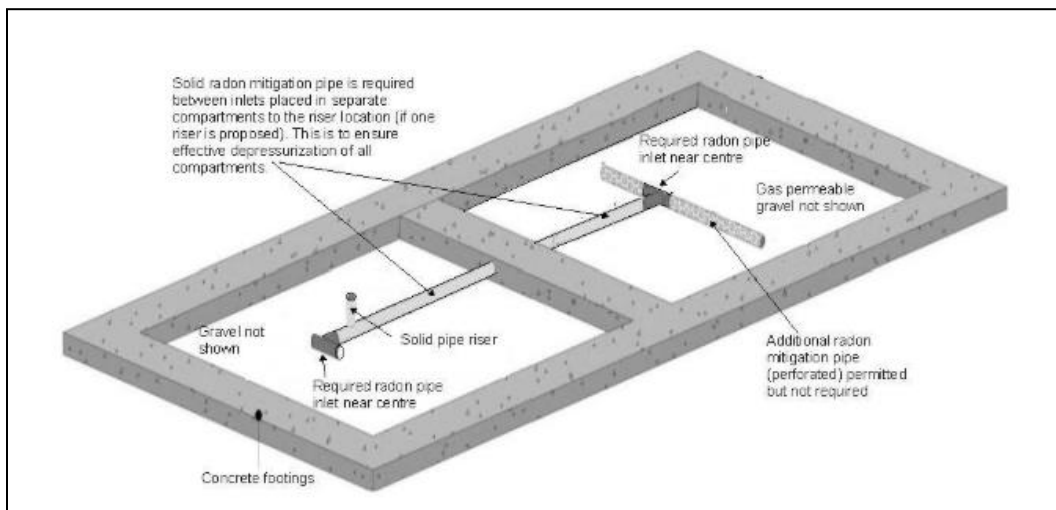 Solid radon mitigation pipe is required
between inlets placed in separate
compartments to the riser location (if one
riser is proposed). This is to ensure
effective depressurization of all
compartments.
Required radon pipe
inlet near centre
Gas permeable
gravel not shown
Gravel not
shown
Solid pipe riser
Required radon pipe
inlet near centre
Additional radon
mitigation pipe
(perforated) permitted
but not required
Concrete footings